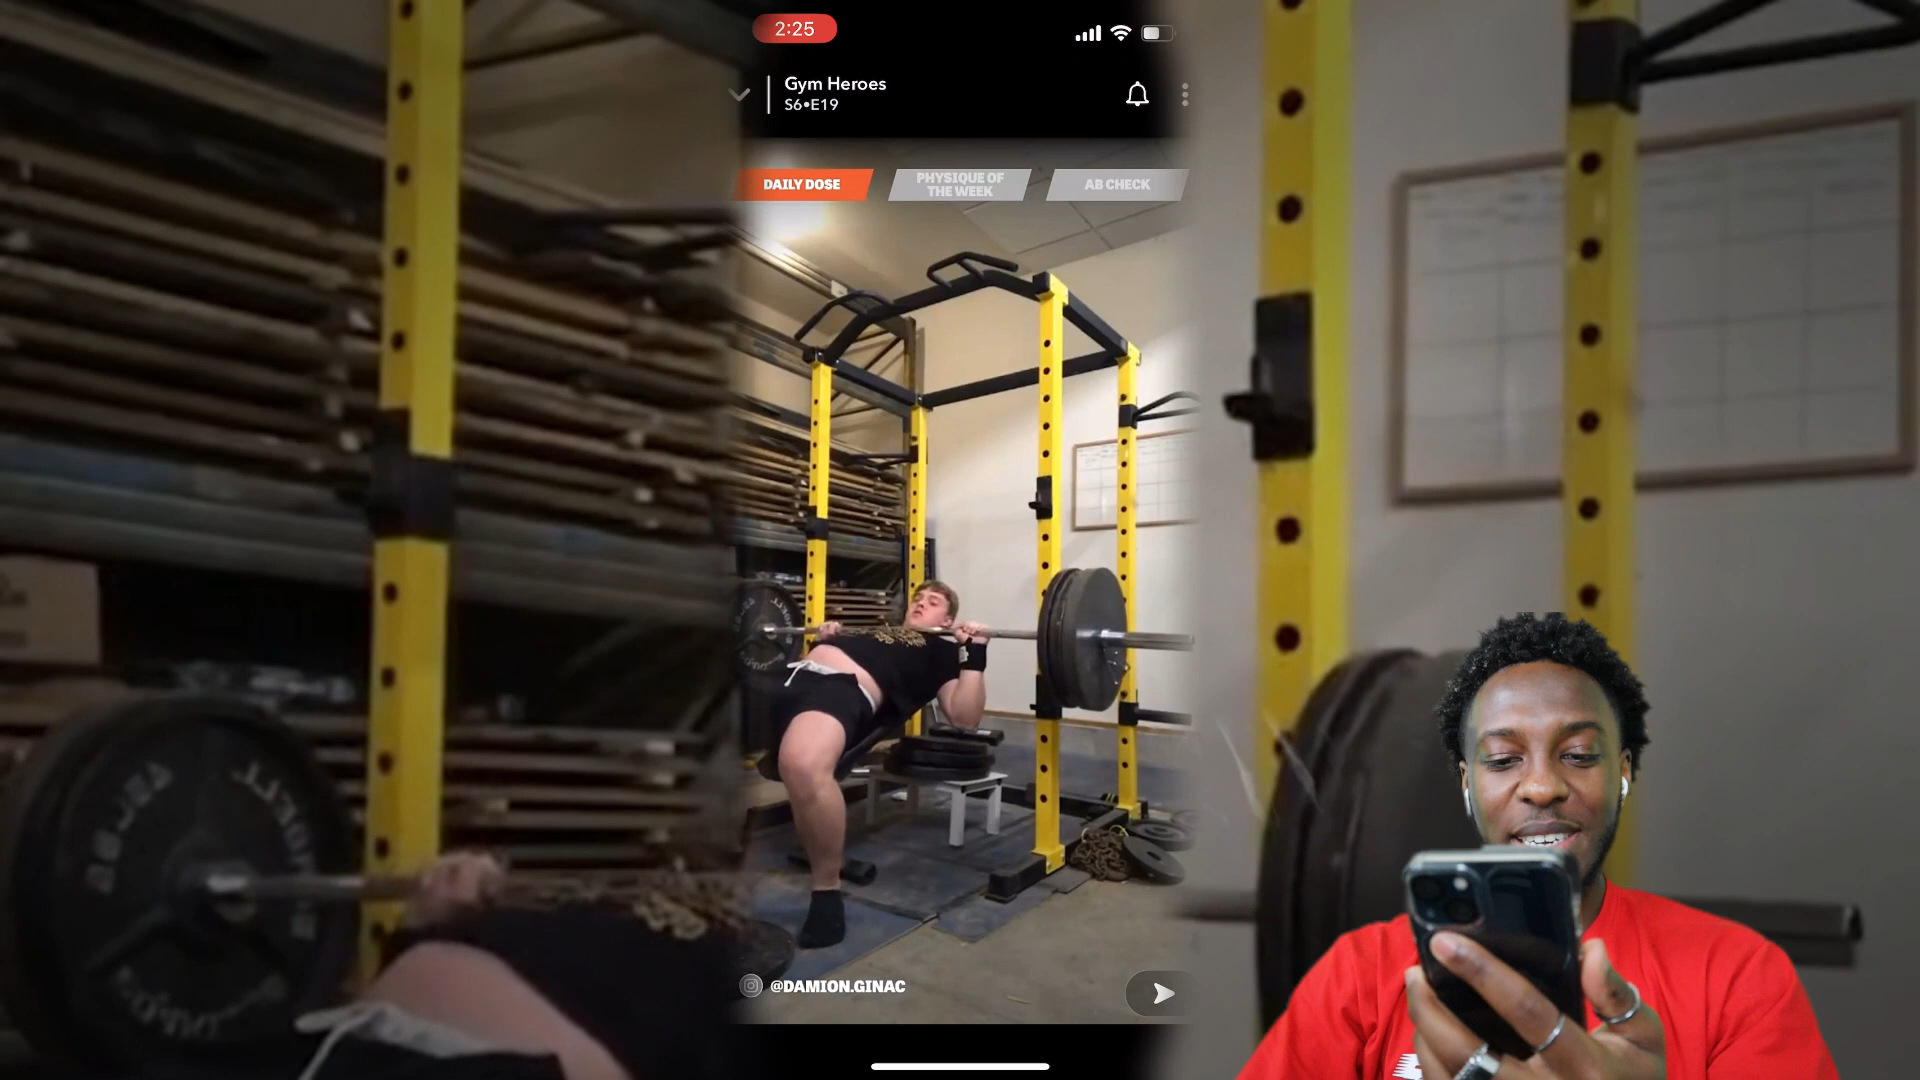 2:25
Gym Heroes
S6•E19
DAILY DOSE
PHYSIQUE OF
THE WEEK
AB CHECK
@DAMION.GINAC